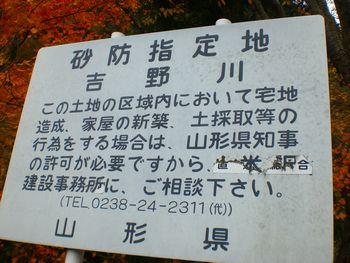 砂防指定地
吉野川
この土地の区域内において宅地
造成、家屋の新築、土採取等の
行為をする場合は、山形県知事
の許可が必要ですから、
建設事務所に、ご相談下さい。
(TEL.0238-24-2311(代))
山形県